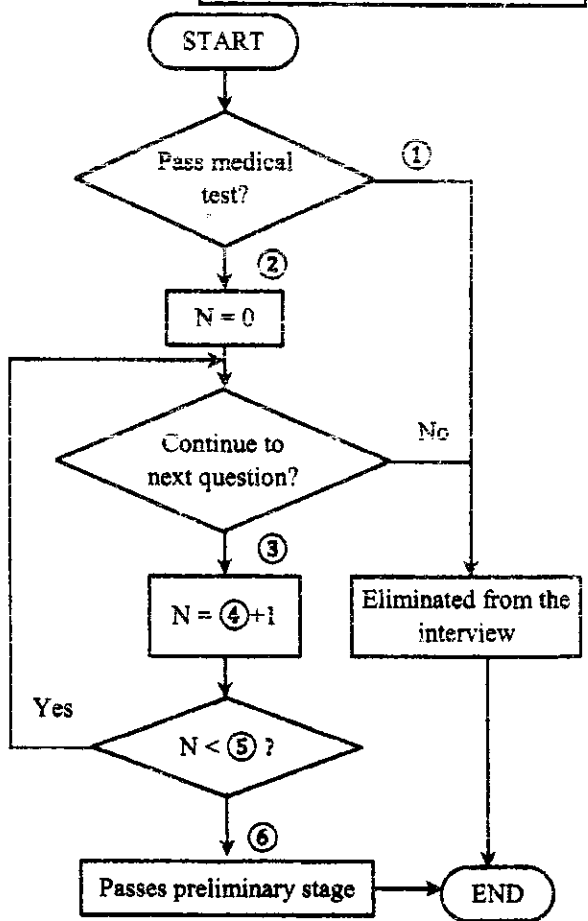 START
Pass medical
test?
①
②
N = 0
Continue to
next question?
No
③
N = ④+1
Eliminated from the
interview
Yes
N < ⑤ ?
⑥
Passes preliminary stage
END